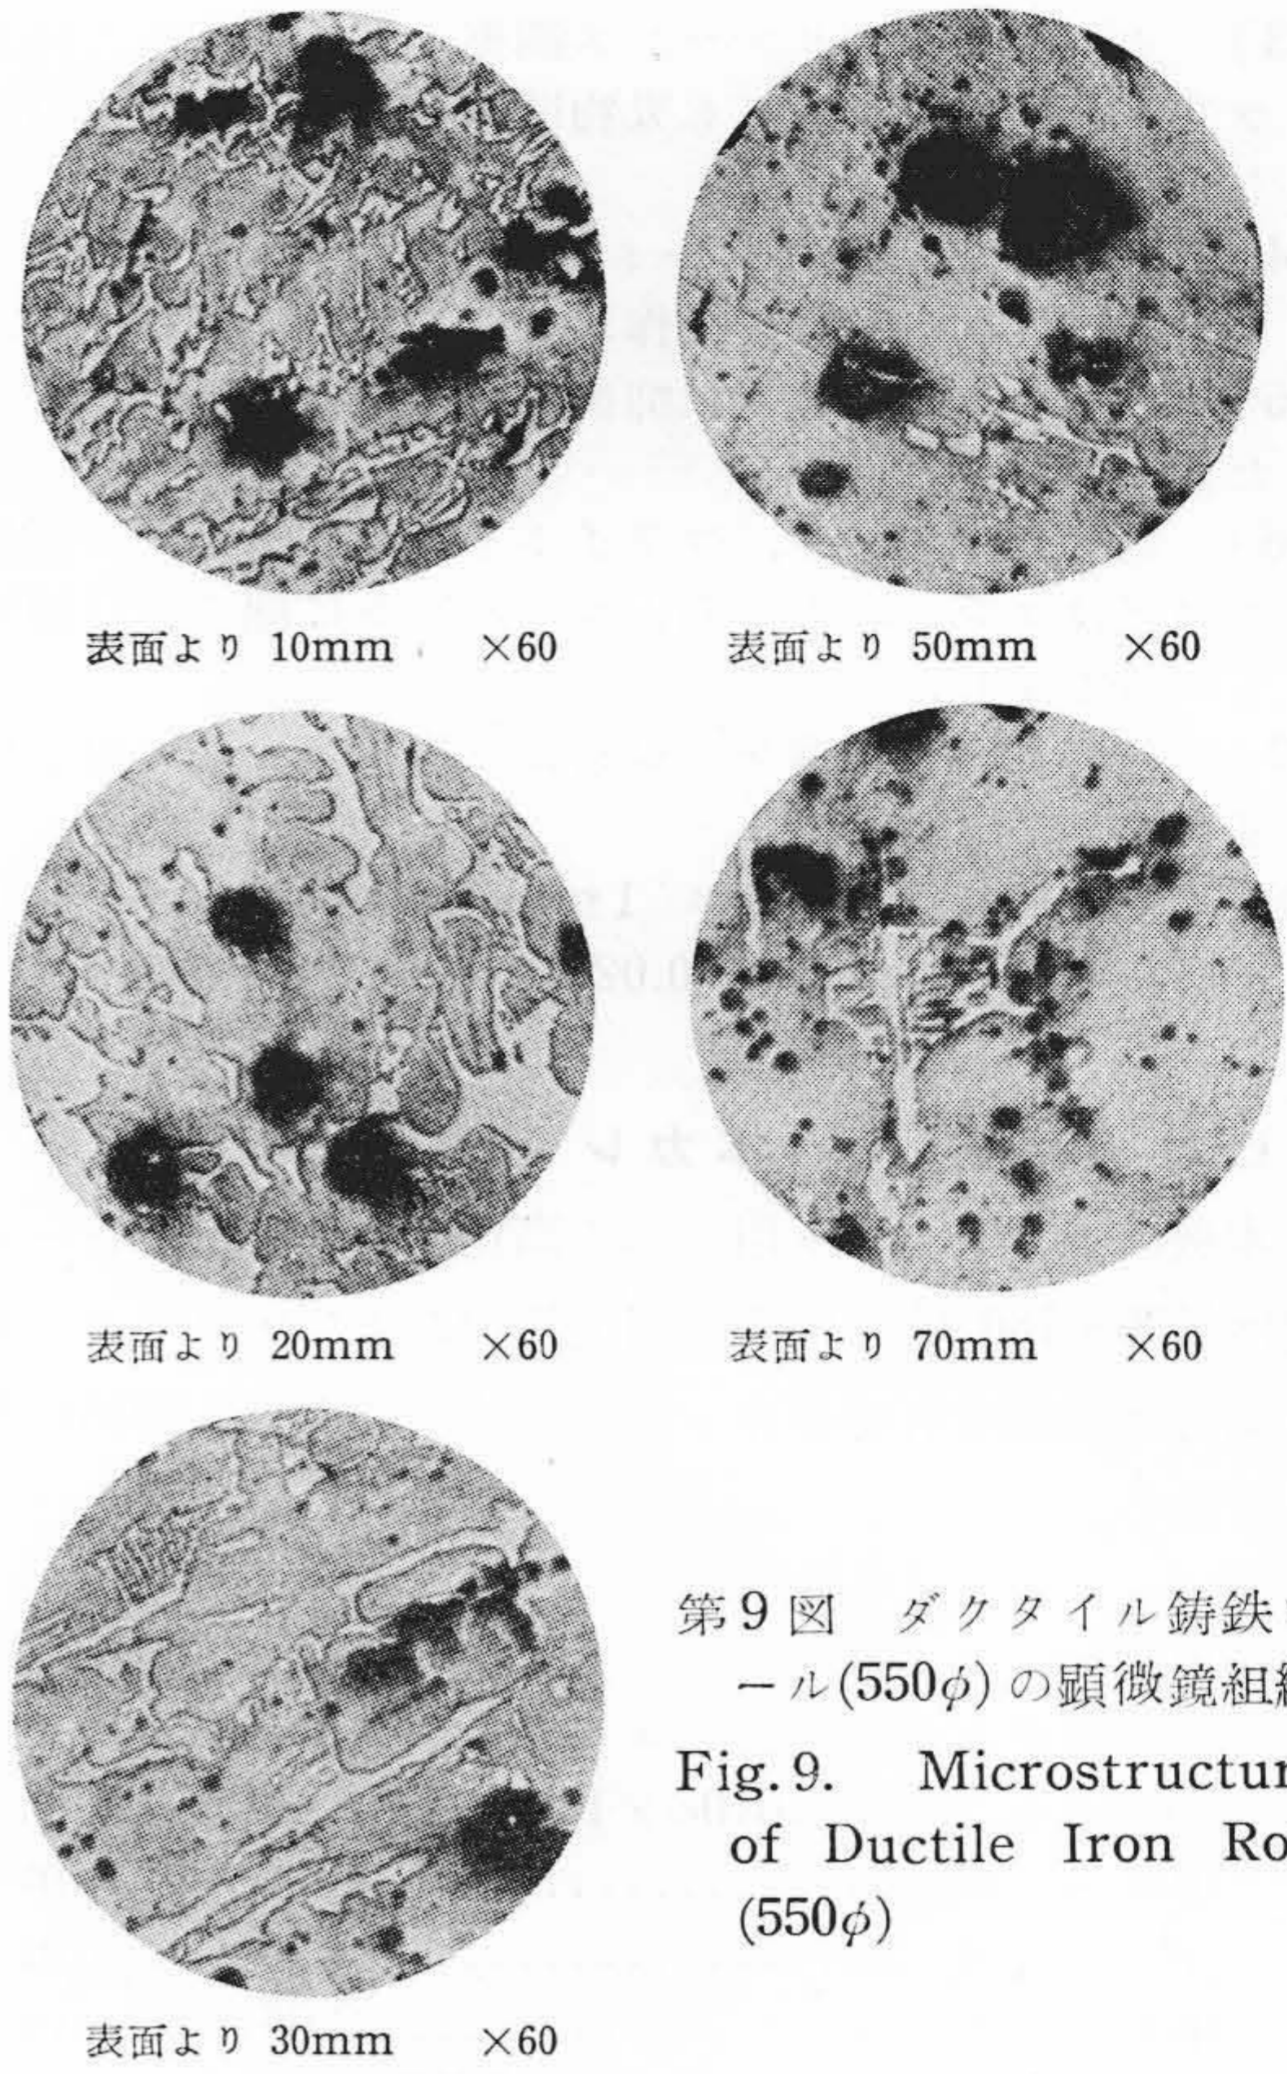 表面より 10mm ×60
表面より 50mm ×60
表面より 20mm ×60
表面より 70mm ×60
表面より 30mm ×60
第9図 ダクタイル鋳鉄
ール(550φ)の顕微鏡組
Fig. 9. Microstructur
of Ductile Iron Ro
(550φ)